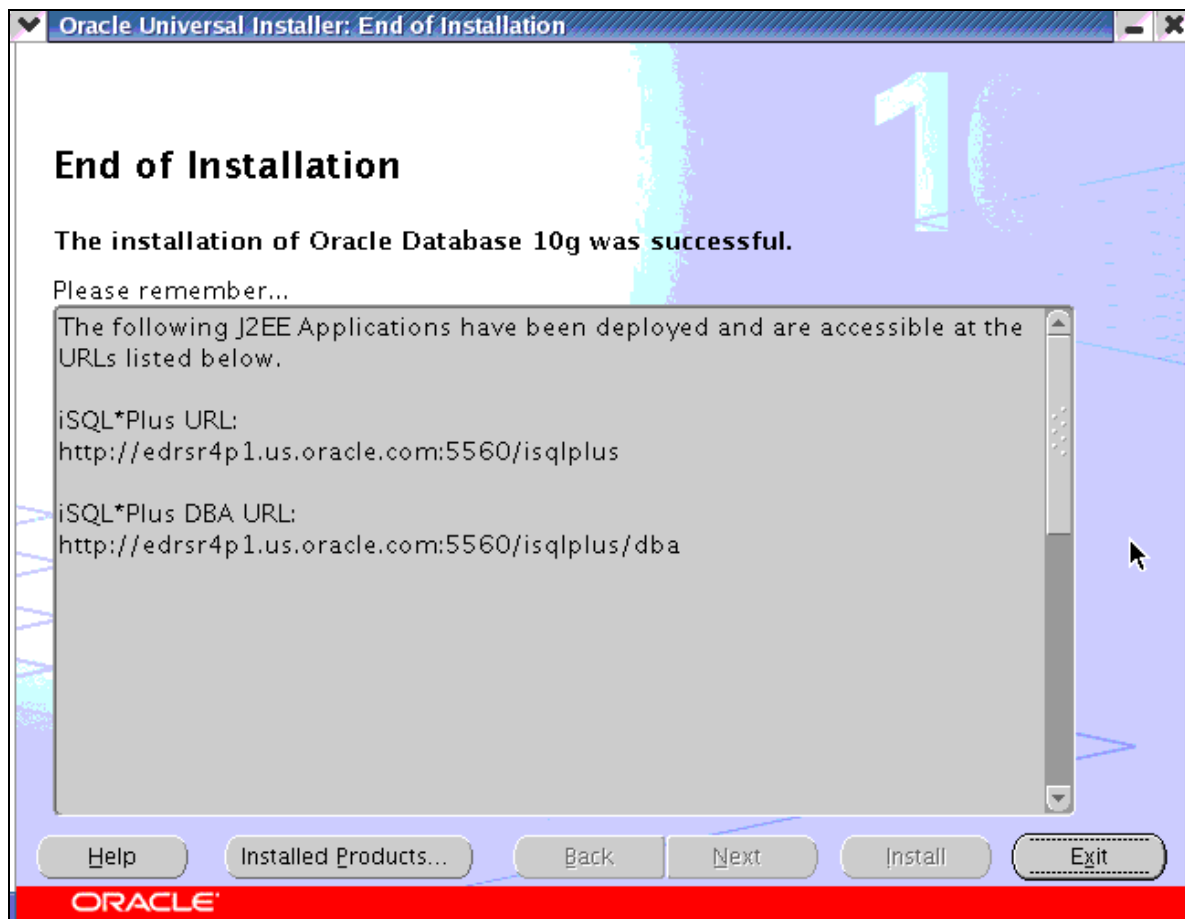 Oracle Universal Installer: End of Installation
10
End of Installation
The installation of Oracle Database 10g was successful.
Please remember...
The following J2EE Applications have been deployed and are accessible at the
URLs listed below.
iSQL*Plus URL:
http://edrsr4p1.us.oracle.com:5560/isqlplus
iSQL*Plus DBA URL:
http://edrsr4p1.us.oracle.com:5560/isqlplus/dba
Help
Installed Products...
Back
Next
Install
Exit
ORACLE